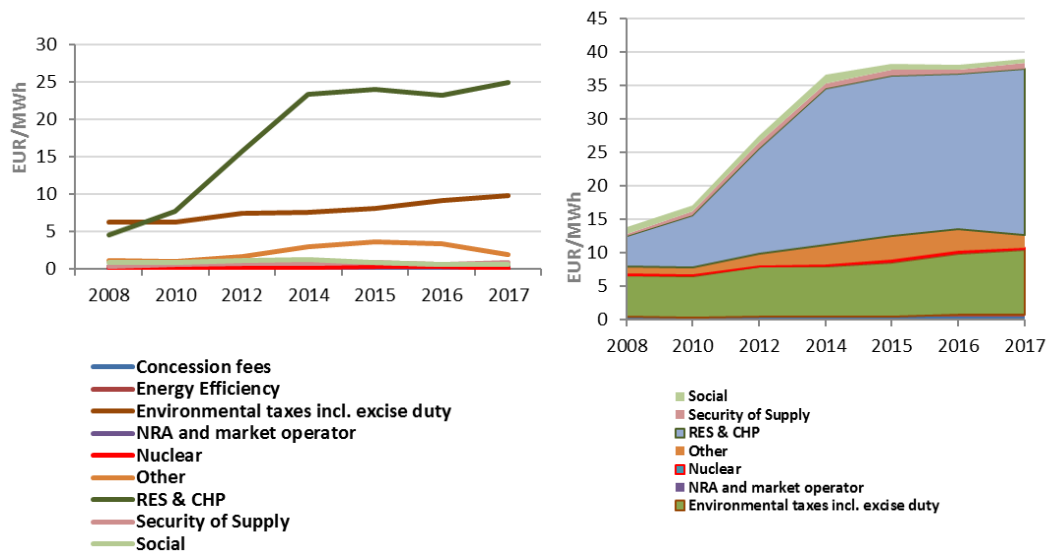 30
25
20
15
10
5
0
EUR/MWh
2008 2010 2012 2014 2015 2016 2017
Concession fees
Energy Efficiency
Environmental taxes incl. excise duty
NRA and market operator
Nuclear
Other
RES & CHP
Security of Supply
Social
45
40
35
30
25
20
15
10
5
0
EUR/MWh
2008 2010 2012 2014 2015 2016 2017
Social
Security of Supply
RES & CHP
Other
Nuclear
NRA and market operator
Environmental taxes incl. excise duty